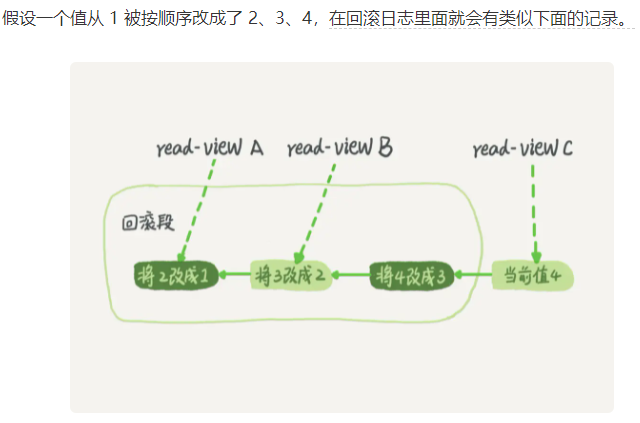 假设一个值从 1 被按顺序改成了 2、3、4，在回滚日志里面就会有类似下面的记录。
read-view A read-view B read-view C
回滚段
将2改成1 将3改成2 将4改成3 当前值4